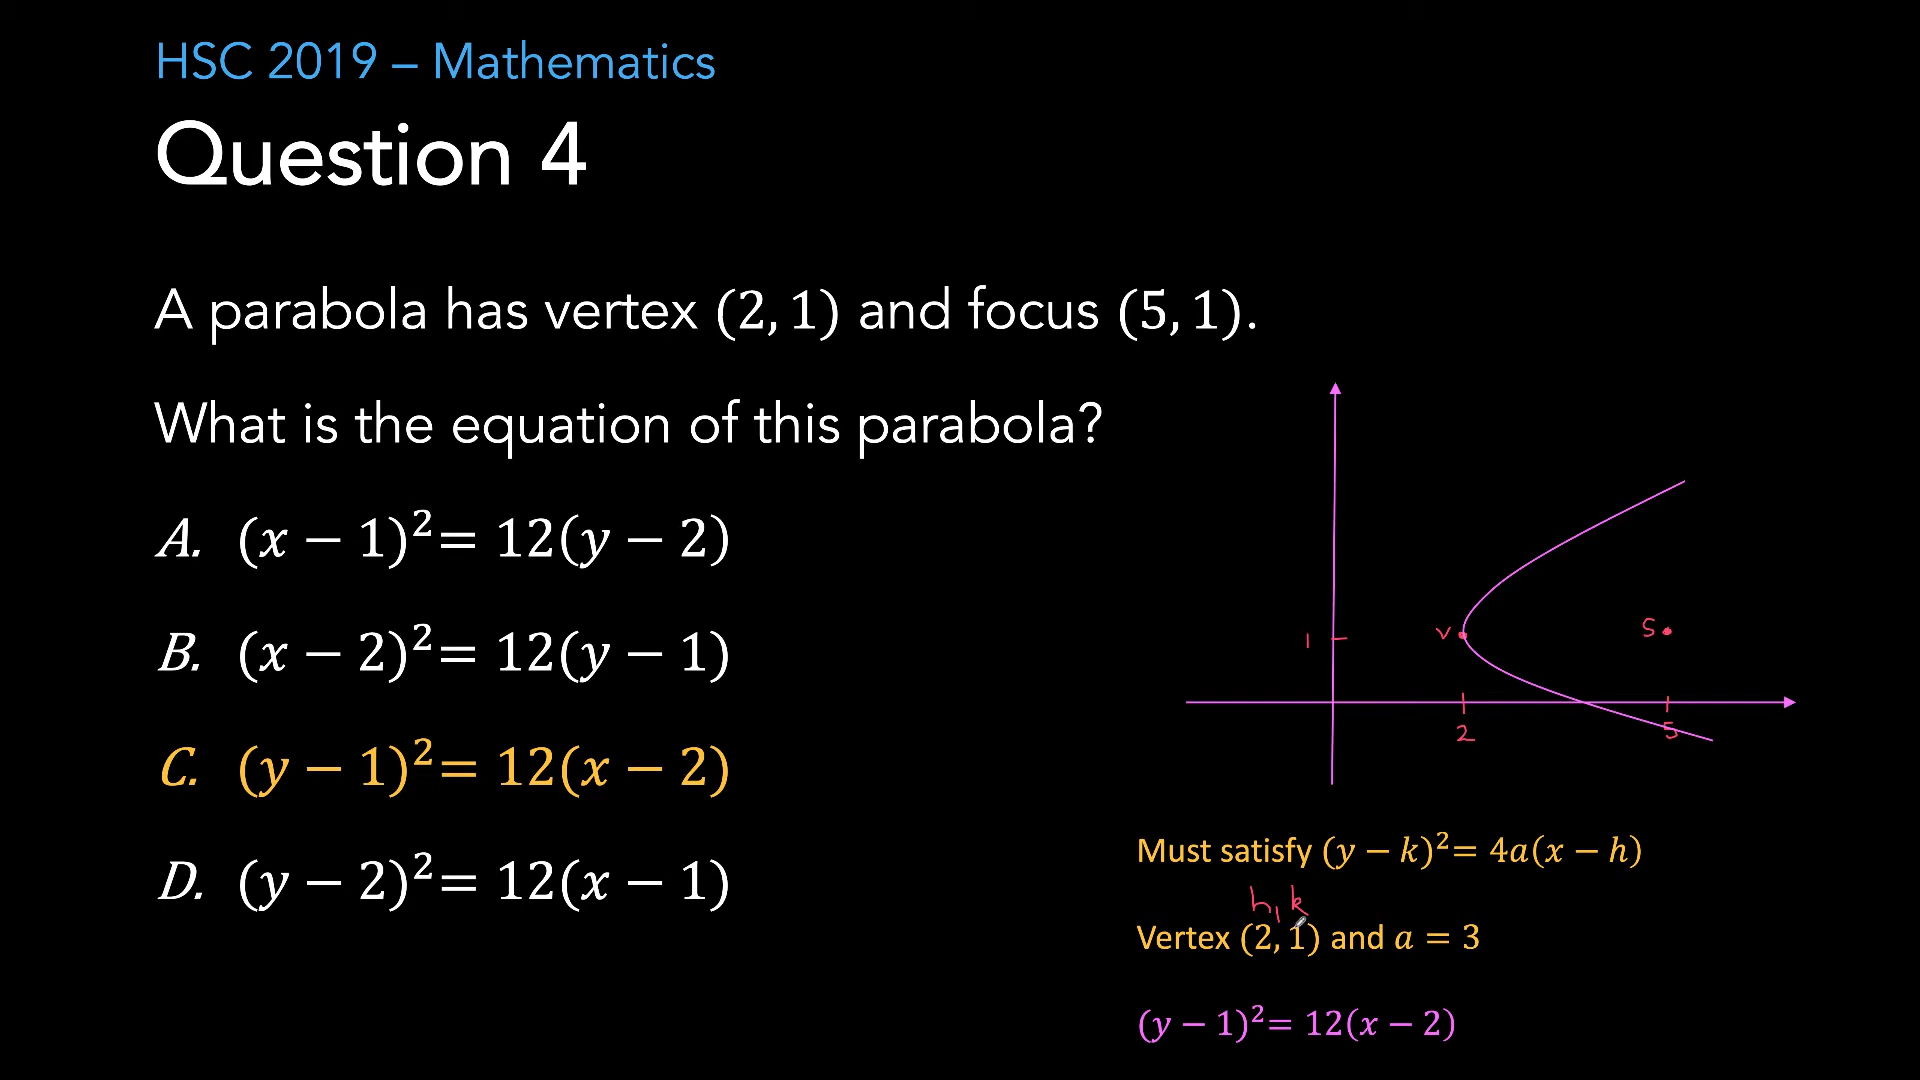 HSC 2019 – Mathematics
Question 4
A parabola has vertex (2, 1) and focus (5, 1).
What is the equation of this parabola?
A. (x − 1)²= 12(y − 2)
B. (x − 2)²= 12(y − 1)
C. (y − 1)²= 12(x − 2)
D. (y − 2)²= 12(x − 1)
1
V
S
2
5
Must satisfy (y − k)²= 4a(x − h)
h, k
Vertex (2, 1) and a = 3
(y − 1)²= 12(x − 2)